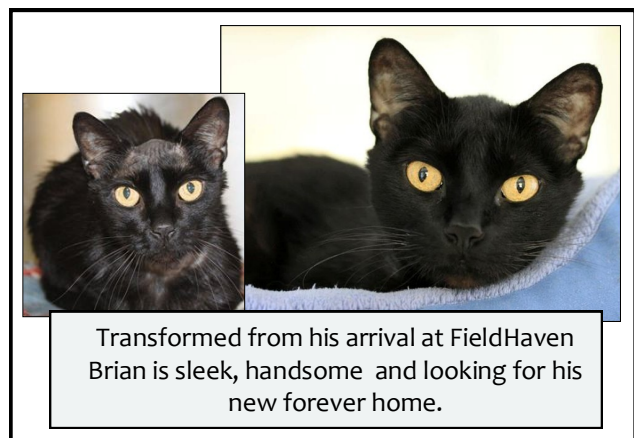 Transformed from his arrival at FieldHaven
Brian is sleek, handsome  and looking for his
new forever home.